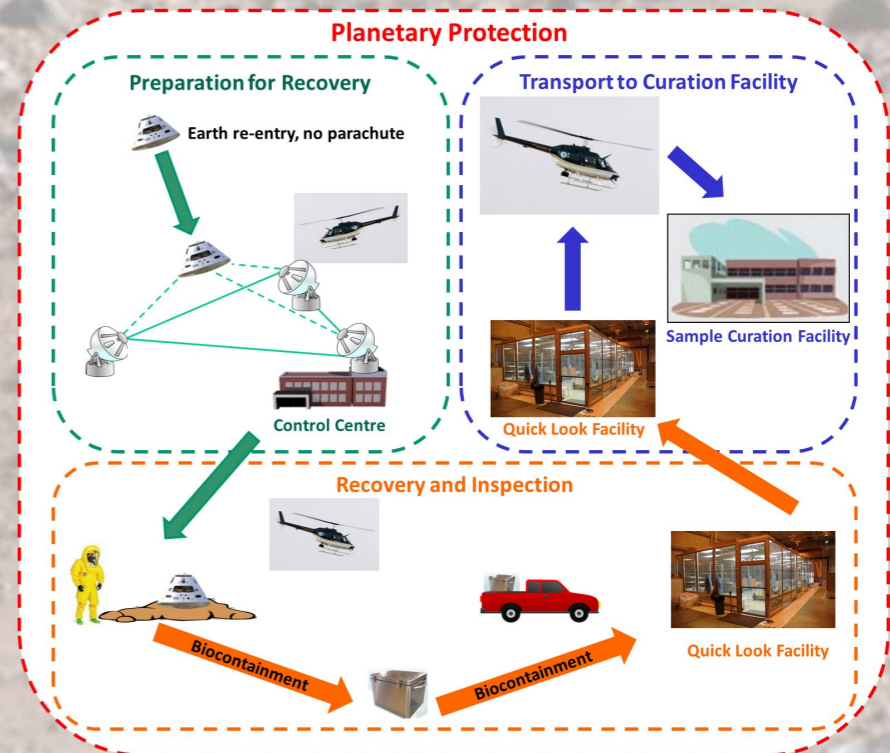 Planetary Protection
Preparation for Recovery
Earth re-entry, no parachute
Control Centre
Transport to Curation Facility
Sample Curation Facility
Quick Look Facility
Recovery and Inspection
Biocontainment
Biocontainment
Quick Look Facility